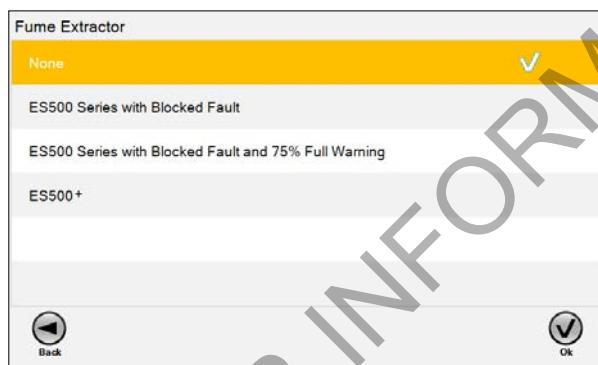 Fume Extractor
None
ES500 Series with Blocked Fault
ES500 Series with Blocked Fault and 75% Full Warning
ES500+
Back
Ok
INFORM